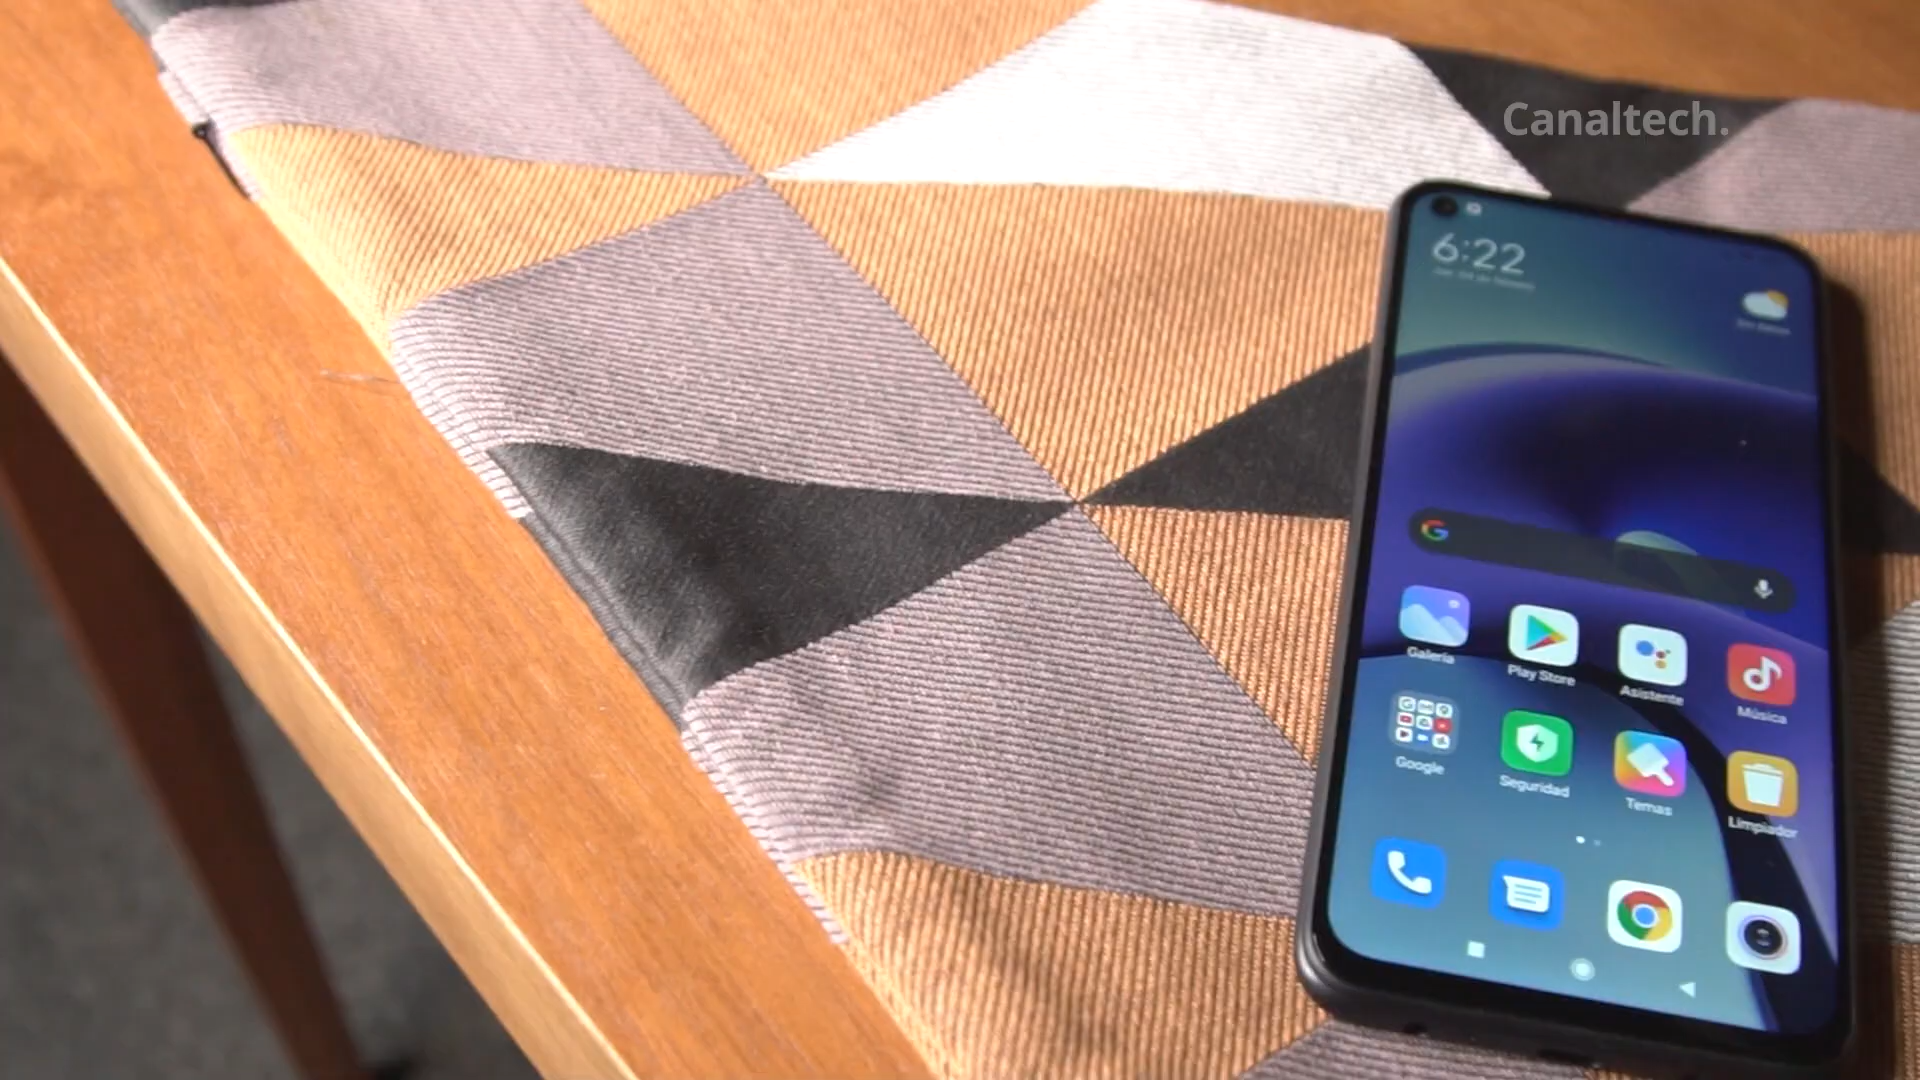 Canaltech.
6:22
Galería
Play Store
Asistente
Música
Google
Seguridad
Temas
Limpiador